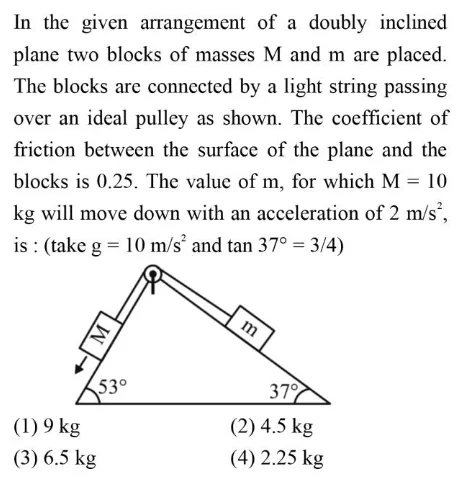 In the given arrangement of a doubly inclined
plane two blocks of masses M and m are placed.
The blocks are connected by a light string passing
over an ideal pulley as shown. The coefficient of
friction between the surface of the plane and the
blocks is 0.25. The value of m, for which M = 10
kg will move down with an acceleration of 2 m/s²,
is : (take g = 10 m/s² and tan 37° = 3/4)
M
m
53°
37°
(1) 9 kg (2) 4.5 kg
(3) 6.5 kg (4) 2.25 kg